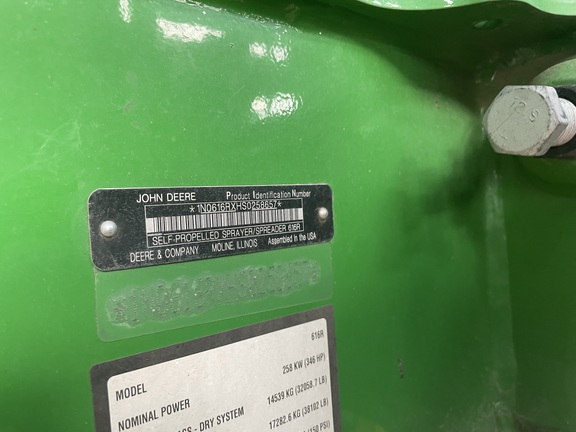 JOHN DEERE Product Identification Number
*1N0616RXHS0258657*
SELF-PROPELLED SPRAYER/SPREADER 616R
DEERE & COMPANY MOLINE, ILLINOIS Assembled in the USA
MODEL 616R
NOMINAL POWER 258 KW (346 HP)
- DRY SYSTEM 14539 KG (32058.7 LB)
17282.6 KG (38102 LB)
PSI)